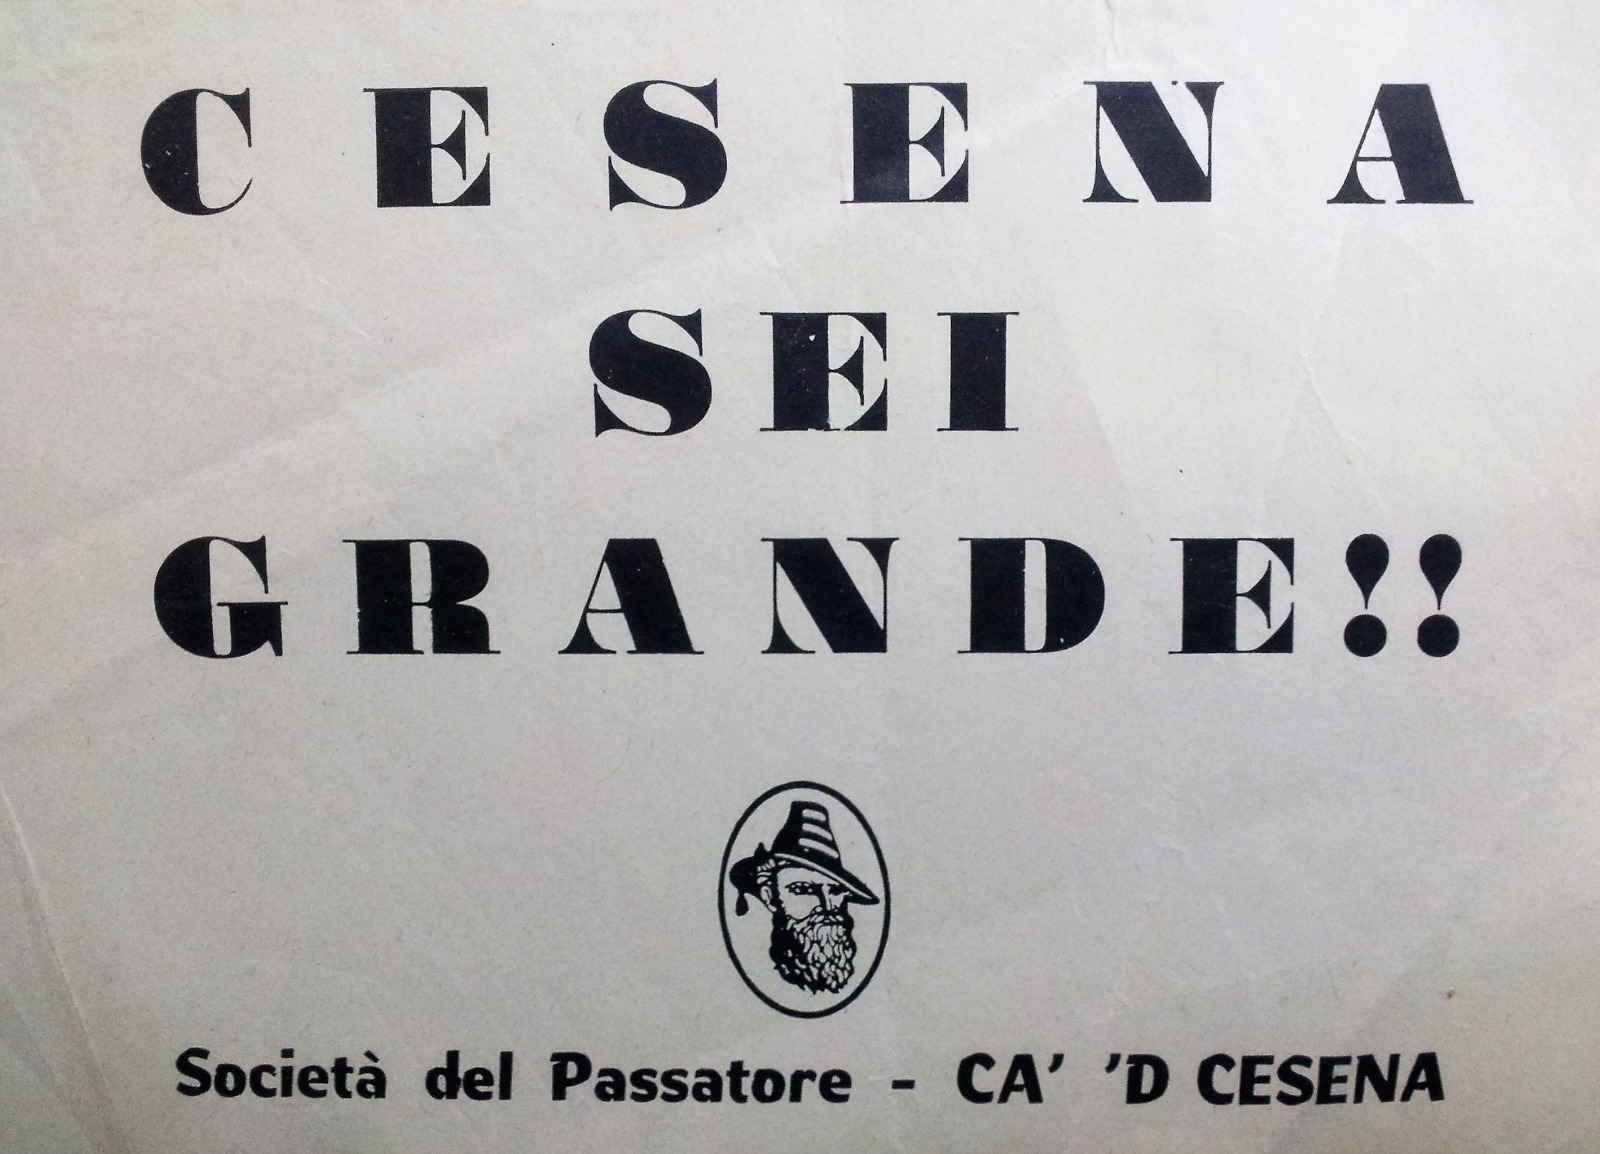 CESENA
SEI
GRANDE!!
Società del Passatore - CA' 'D CESENA